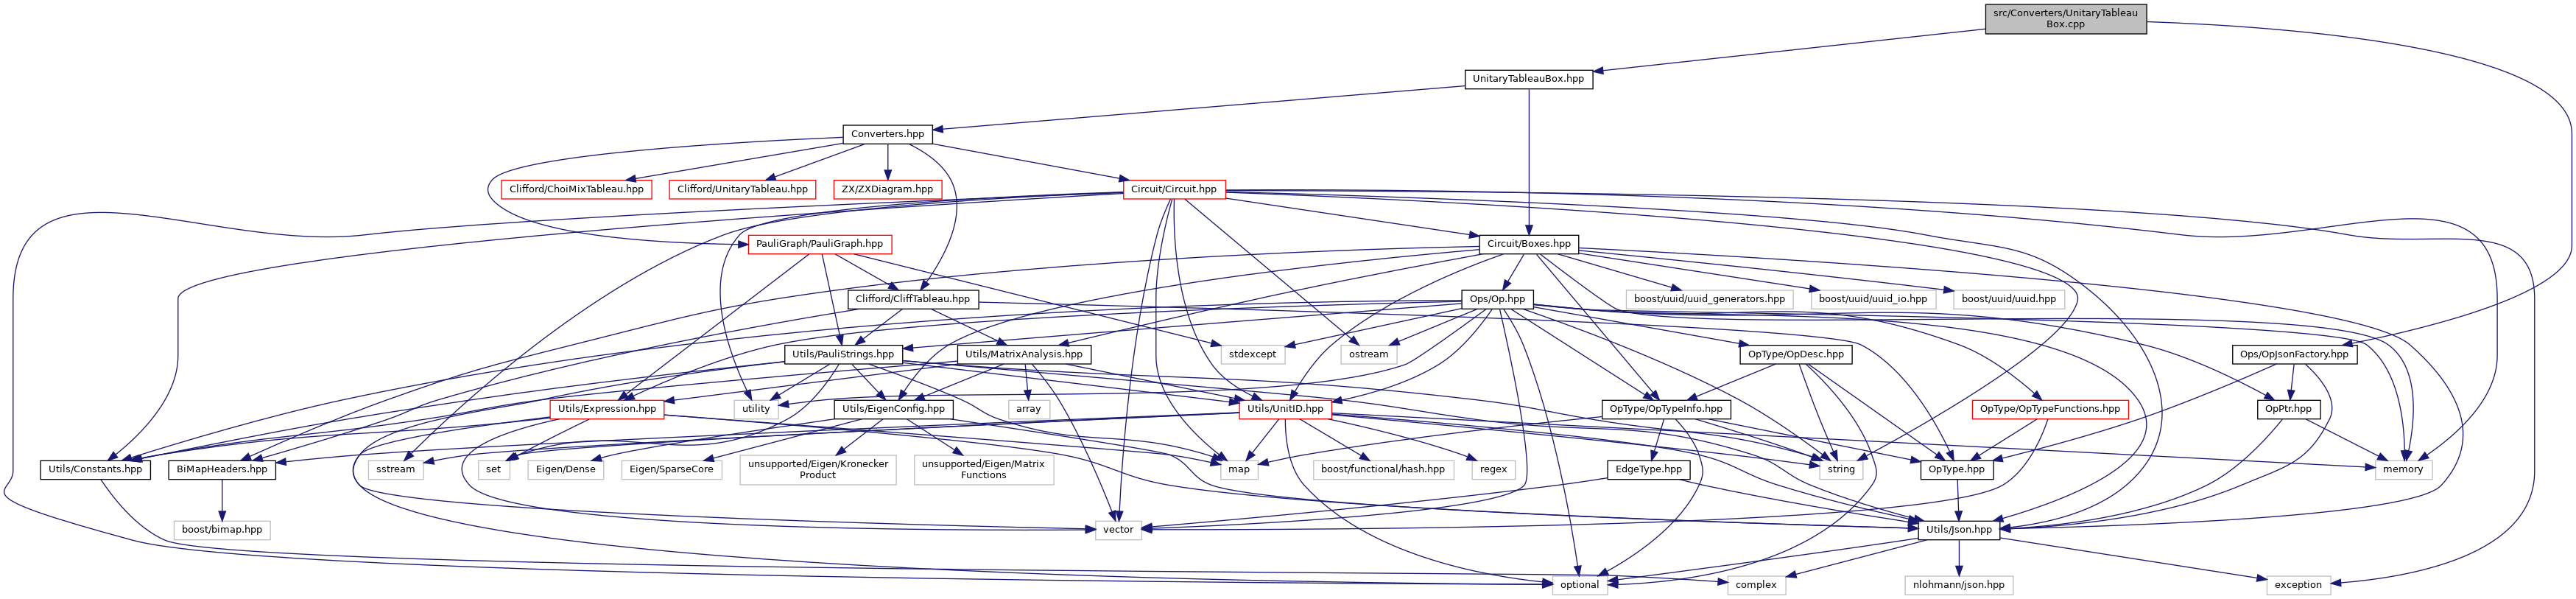 src/Converters/UnitaryTableau
Box.cpp
UnitaryTableauBox.hpp
Converters.hpp
Clifford/ChoiMixTableau.hpp
Clifford/UnitaryTableau.hpp
ZX/ZXDiagram.hpp
Circuit/Circuit.hpp
PauliGraph/PauliGraph.hpp
Circuit/Boxes.hpp
Clifford/CliffTableau.hpp
Ops/Op.hpp
boost/uuid/uuid_generators.hpp
boost/uuid/uuid_io.hpp
boost/uuid/uuid.hpp
Utils/PauliStrings.hpp
Utils/MatrixAnalysis.hpp
stdexcept
ostream
OpType/OpDesc.hpp
Ops/OpJsonFactory.hpp
Utils/Expression.hpp
utility
Utils/EigenConfig.hpp
array
Utils/UnitID.hpp
OpType/OpTypeInfo.hpp
OpType/OpTypeFunctions.hpp
OpPtr.hpp
Utils/Constants.hpp
BiMapHeaders.hpp
sstream
set
Eigen/Dense
Eigen/SparseCore
unsupported/Eigen/Kronecker
Product
unsupported/Eigen/Matrix
Functions
map
boost/functional/hash.hpp
regex
EdgeType.hpp
string
OpType.hpp
memory
boost/bimap.hpp
vector
Utils/Json.hpp
optional
complex
nlohmann/json.hpp
exception